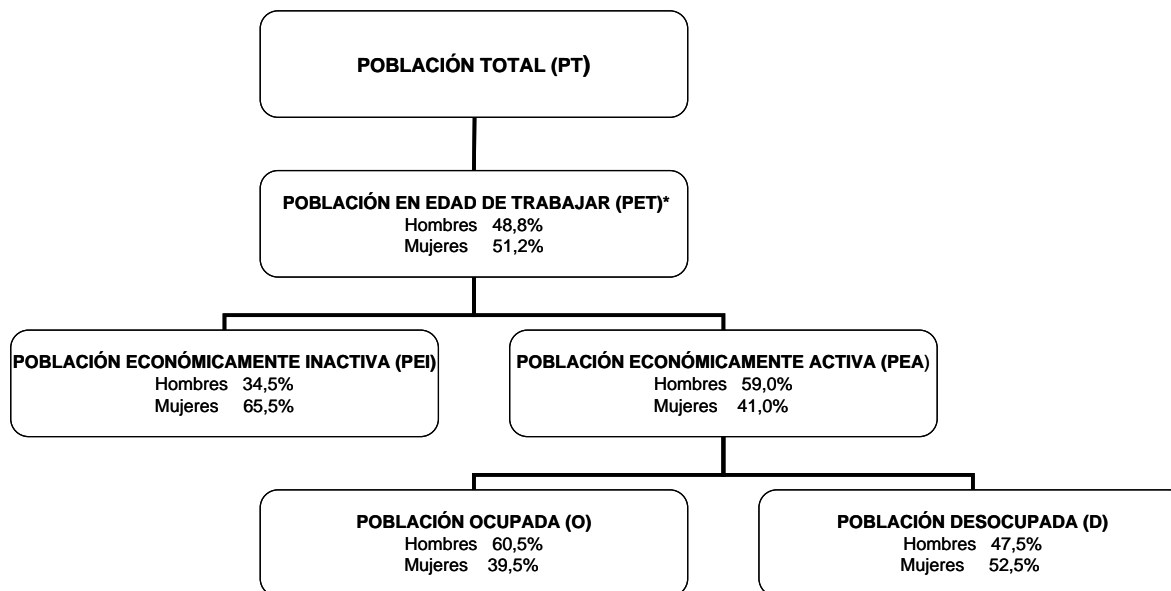 POBLACIÓN TOTAL (PT)
POBLACIÓN EN EDAD DE TRABAJAR (PET)*
Hombres 48,8%
Mujeres 51,2%
POBLACIÓN ECONÓMICAMENTE INACTIVA (PEI)
Hombres 34,5%
Mujeres 65,5%
POBLACIÓN ECONÓMICAMENTE ACTIVA (PEA)
Hombres 59,0%
Mujeres 41,0%
POBLACIÓN OCUPADA (O)
Hombres 60,5%
Mujeres 39,5%
POBLACIÓN DESOCUPADA (D)
Hombres 47,5%
Mujeres 52,5%